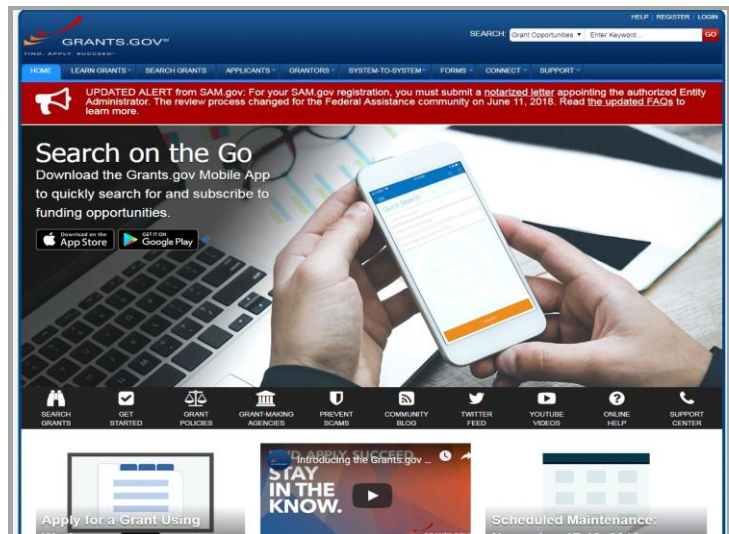 HELP | REGISTER | LOGIN
GRANTS.GOV℠
FIND. APPLY. SUCCEED.
SEARCH: Grant Opportunities Enter Keyword... GO
HOME LEARN GRANTS SEARCH GRANTS APPLICANTS GRANTORS SYSTEM-TO-SYSTEM FORMS CONNECT SUPPORT
UPDATED ALERT from SAM.gov: For your SAM.gov registration, you must submit a notarized letter appointing the authorized Entity
Administrator. The review process changed for the Federal Assistance community on June 11, 2018. Read the updated FAQs to
learn more.
Search on the Go
Download the Grants.gov Mobile App
to quickly search for and subscribe to
funding opportunities.
Download on the
App Store
GET IT ON
Google Play
Quick Search
SEARCH
GRANTS
GET
STARTED
GRANT
POLICIES
GRANT-MAKING
AGENCIES
PREVENT
SCAMS
COMMUNITY
BLOG
TWITTER
FEED
YOUTUBE
VIDEOS
ONLINE
HELP
SUPPORT
CENTER
Apply for a Grant Using
FIND. APPLY. SUCCEED.
Introducing the Grants.gov ...
STAY
IN THE
KNOW.
Scheduled Maintenance: